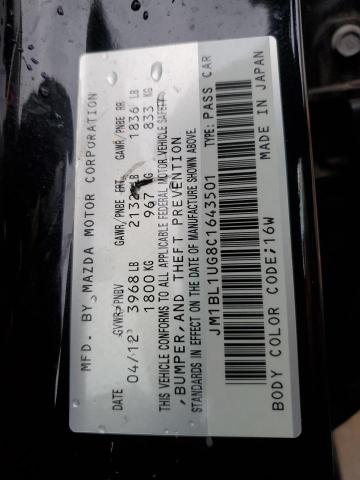 MFD. BY MAZDA MOTOR CORPORATION
DATE GVWR/PNBV GAWR/PNBE FRT GAWR/PNBE RR
04/12 3968 LB 2132 LB 1836 LB
1800 KG 967 KG 833 KG
THIS VEHICLE CONFORMS TO ALL APPLICABLE FEDERAL MOTOR VEHICLE SAFETY,
BUMPER,AND THEFT PREVENTION
STANDARDS IN EFFECT ON THE DATE OF MANUFACTURE SHOWN ABOVE.
JM1BL1UG8C1643501 TYPE: PASS CAR
BODY COLOR CODE;16W MADE IN JAPAN